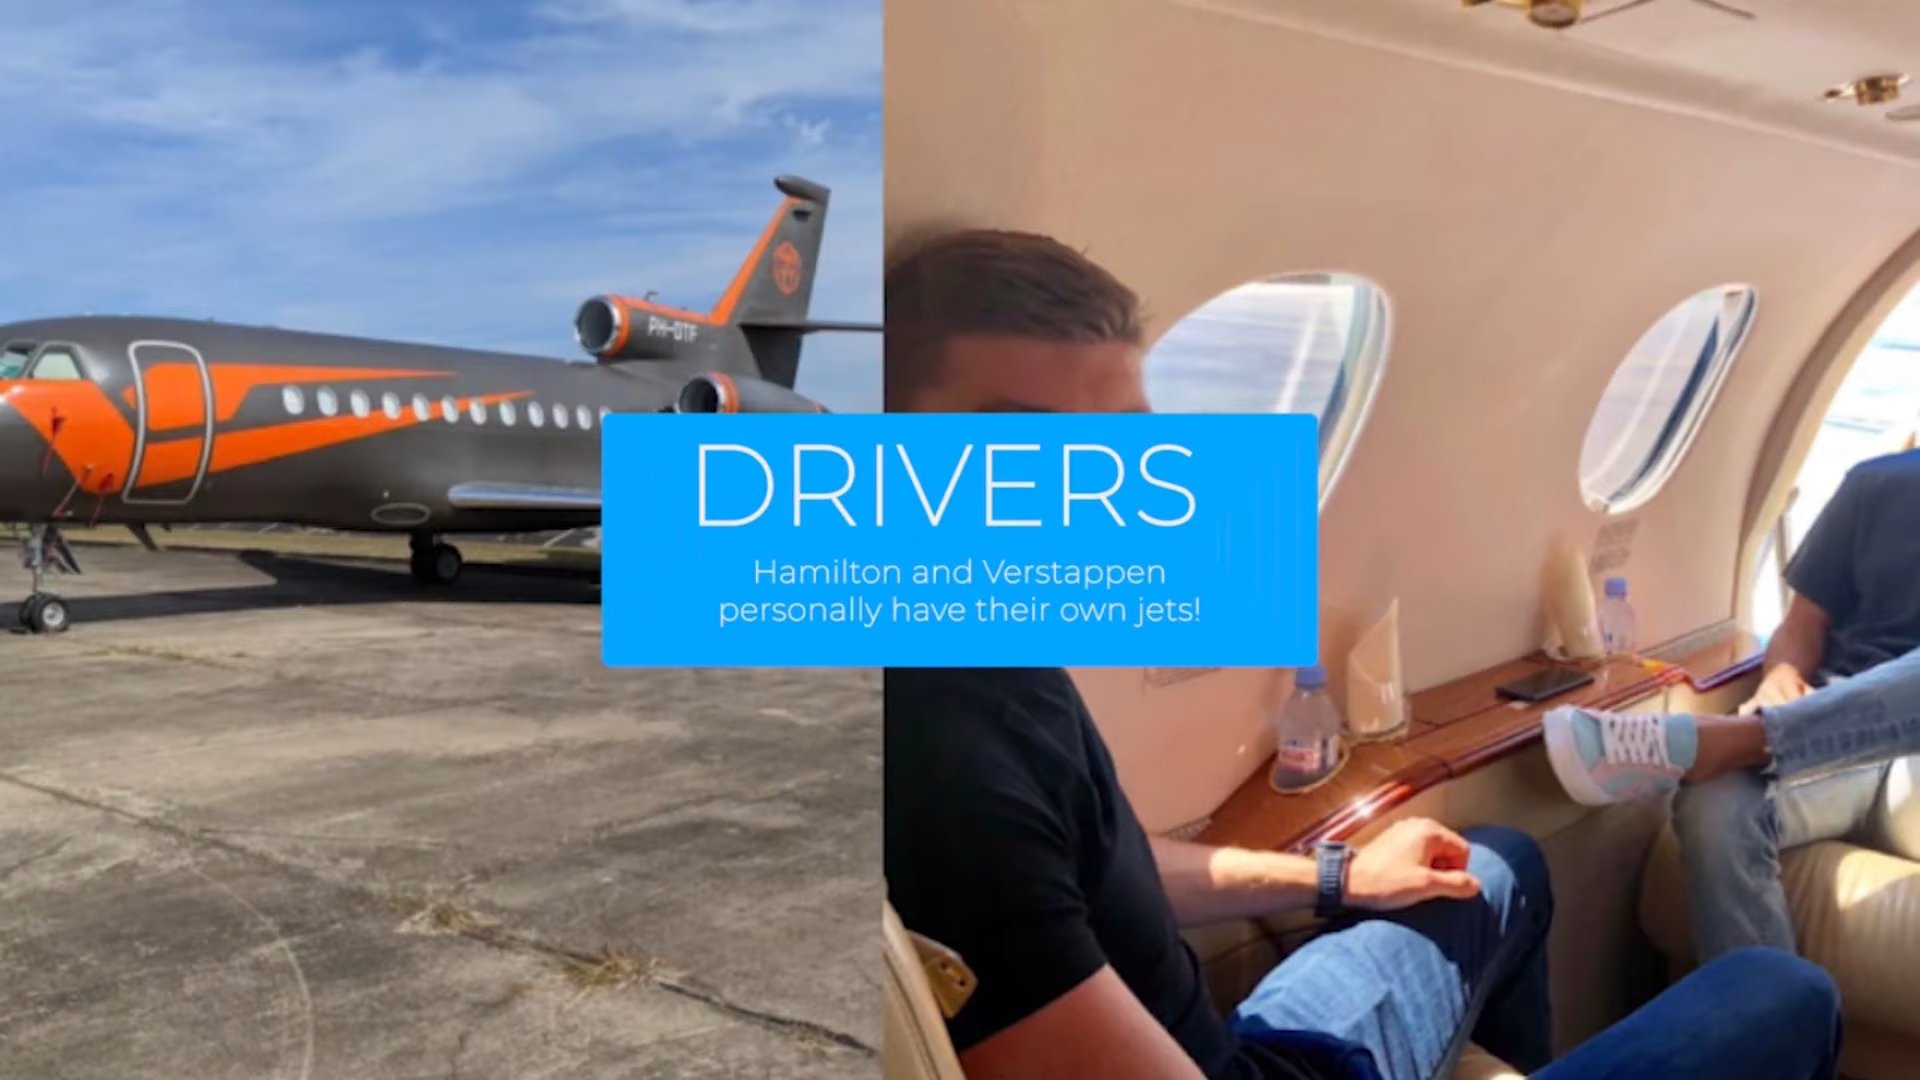 PH-DTF
DRIVERS
Hamilton and Verstappen
personally have their own jets!